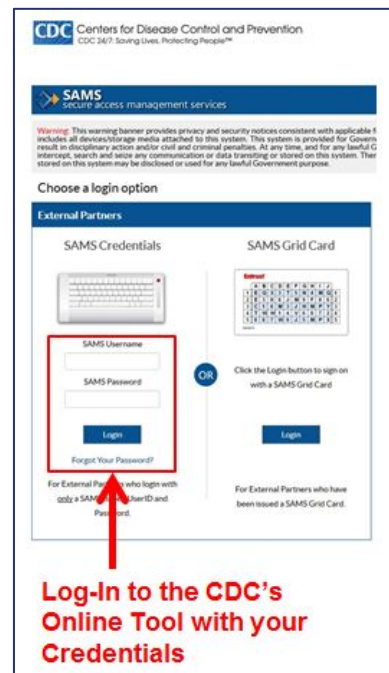 CDC Centers for Disease Control and Prevention
CDC 24/7: Saving Lives, Protecting People™
SAMS
secure access management services
Warning: This warning banner provides privacy and security notices consistent with applicable
includes all devices/storage media attached to this system. This system is provided for Govern
result in disciplinary action and/or civil and criminal penalties. At any time, and for any lawful G
intercept, search and seize any communication or data transiting or stored on this system. Ther
stored on this system may be disclosed or used for any lawful Government purpose.
Choose a login option
External Partners
SAMS Credentials
SAMS Grid Card
SAMS Username
SAMS Password
Login
Forgot Your Password?
For External Partners who login with
only a SAMS UserID and
Password.
OR
Entrust
A B C D E F G H I J
Click the Login button to sign on
with a SAMS Grid Card
Login
For External Partners who have
been issued a SAMS Grid Card.
Log-In to the CDC's
Online Tool with your
Credentials